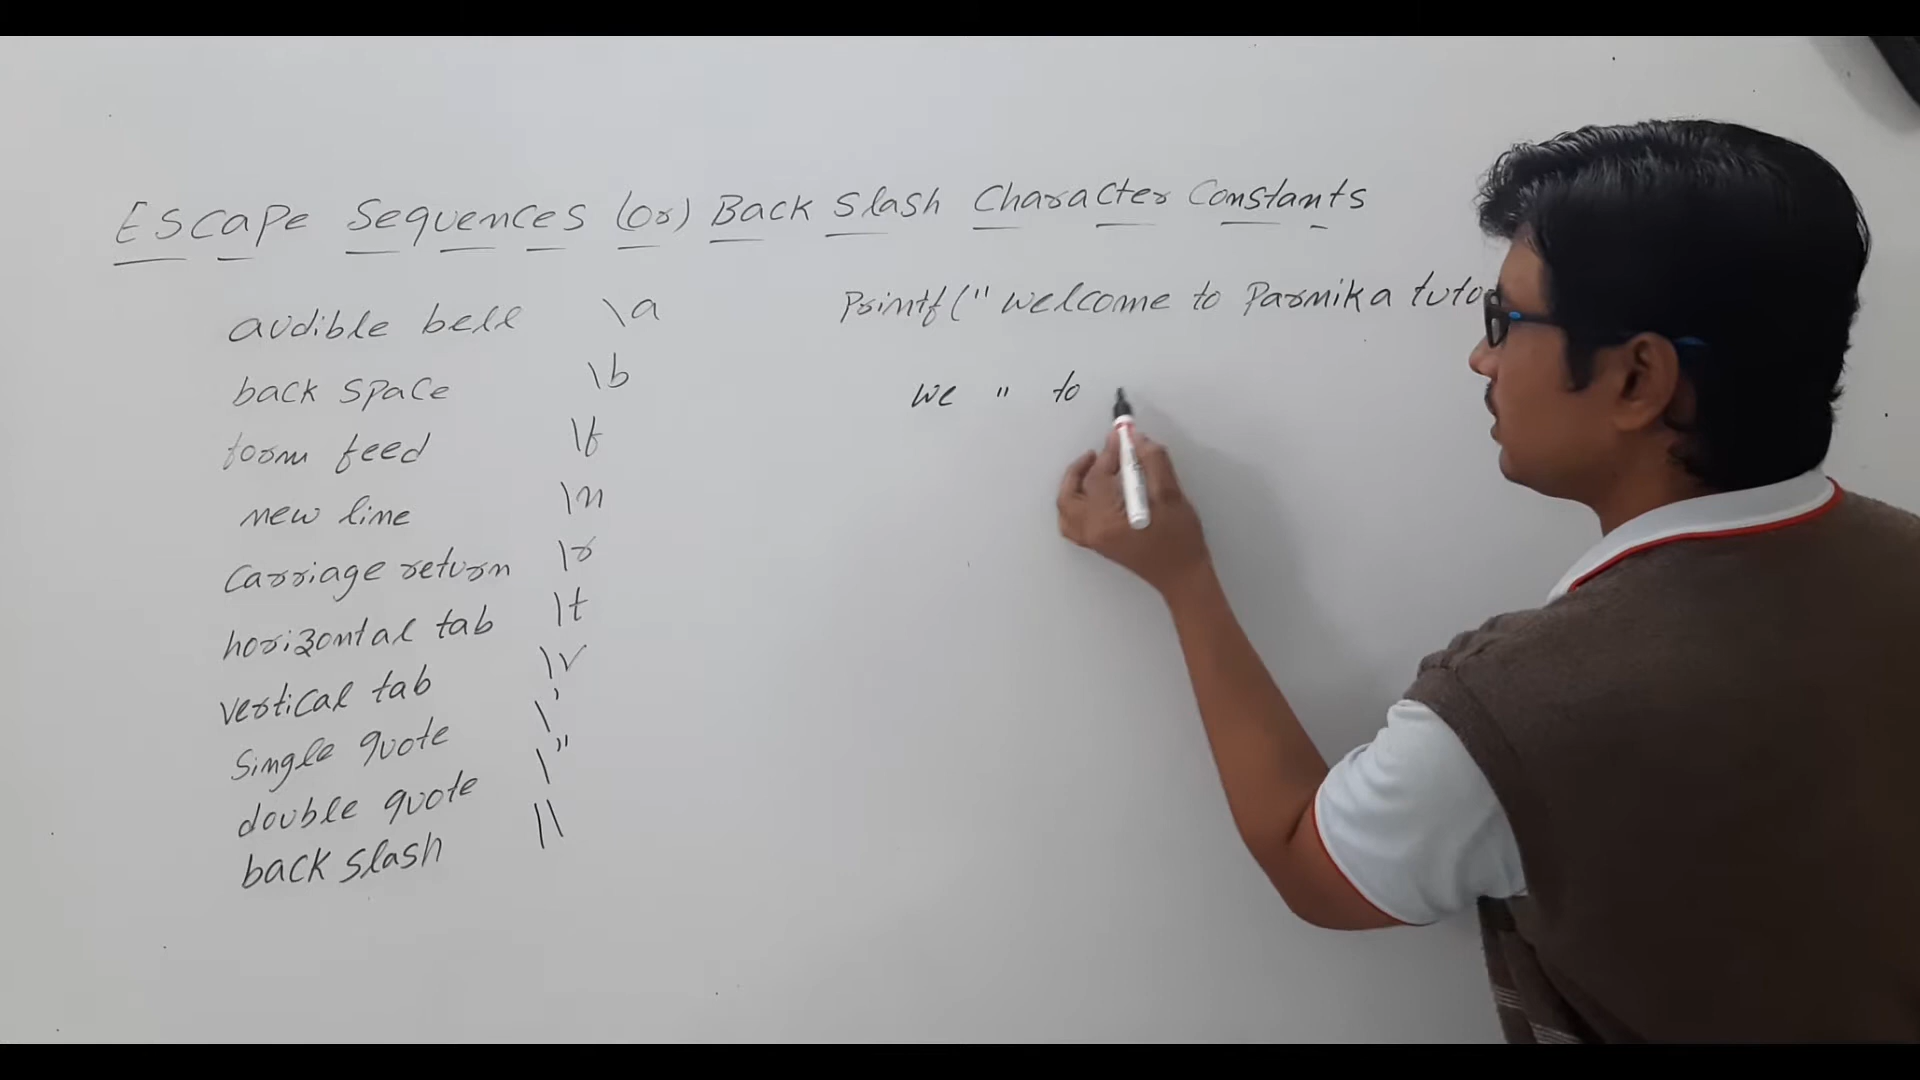 Escape Sequences (or) Back Slash Character Constants
audible bell \a
back space \b
form feed \f
new line \n
Carriage return \r
horizontal tab \t
vertical tab \v
Single quote \'
double quote \"
back slash \\
Printf(" welcome to Parnika tuto
we " to